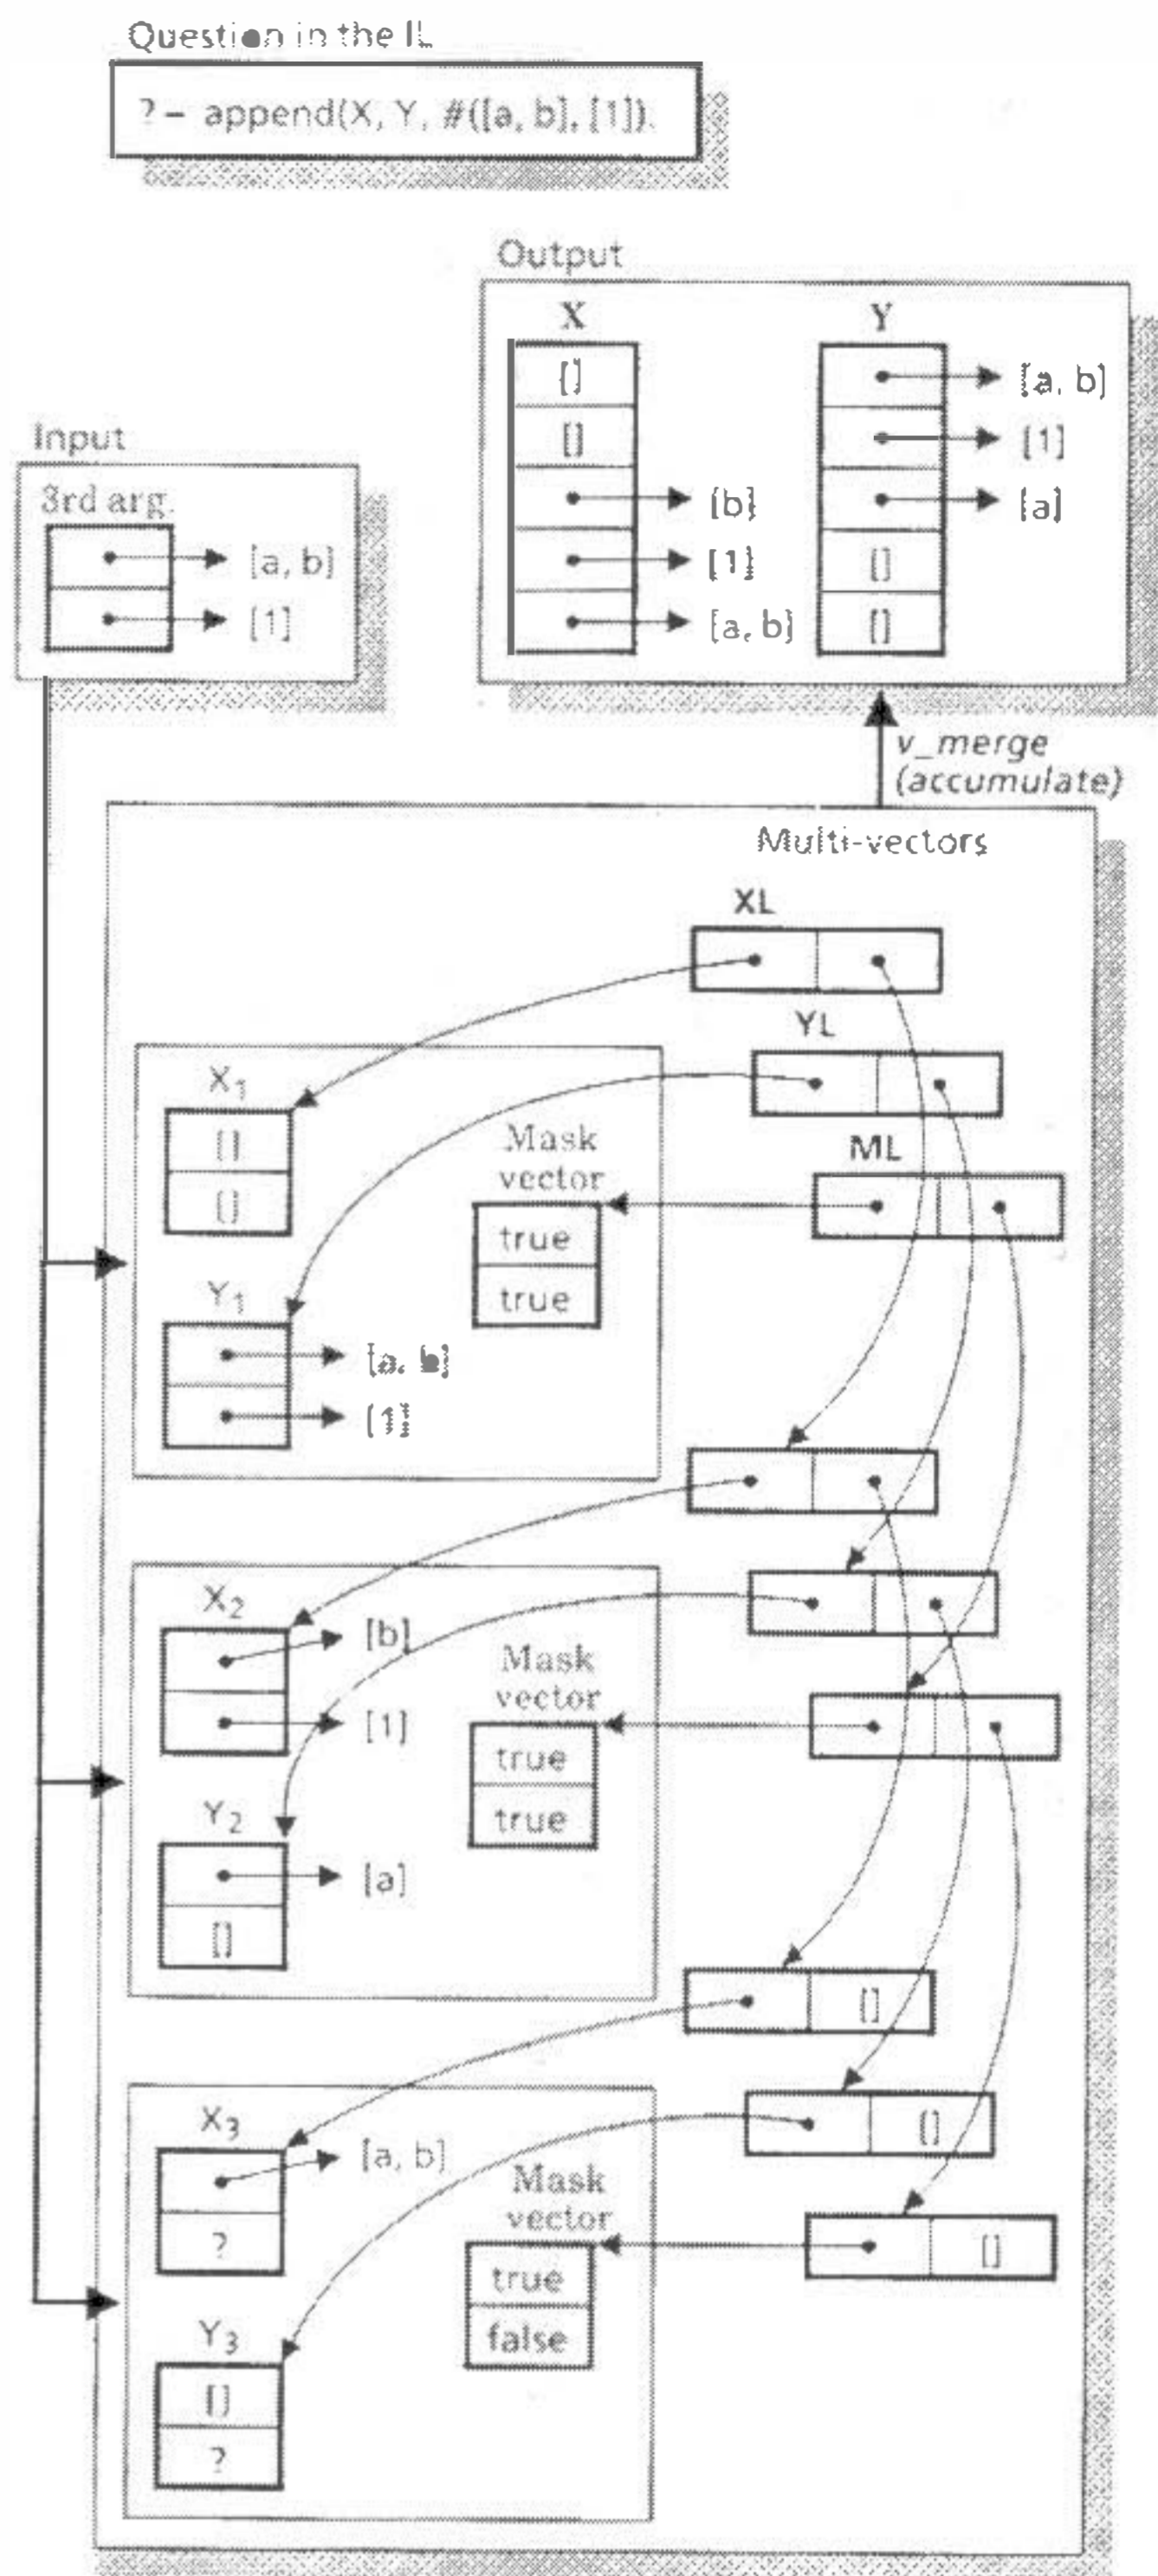 Question in the IL
? – append(X, Y, #([a, b], [1]).
Output
X
Y
[]
[a, b]
[]
[1]
[b]
[a]
[1]
[]
[a, b]
[]
Input
3rd arg.
[a, b]
[1]
v_merge
(accumulate)
Multi-vectors
XL
YL
ML
X1
[]
[]
Mask
vector
true
true
Y1
[a, b]
[1]
X2
[b]
[1]
Mask
vector
true
true
Y2
[a]
[]
[]
[]
[]
X3
[a, b]
?
Mask
vector
true
false
Y3
[]
?